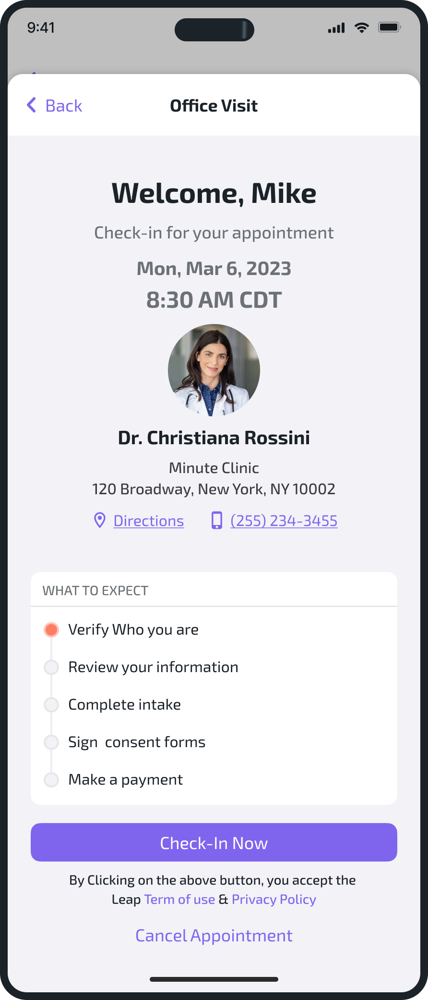 9:41
Back
Office Visit
Welcome, Mike
Check-in for your appointment
Mon, Mar 6, 2023
8:30 AM CDT
Dr. Christiana Rossini
Minute Clinic
120 Broadway, New York, NY 10002
Directions
(255) 234-3455
WHAT TO EXPECT
Verify Who you are
Review your information
Complete intake
Sign  consent forms
Make a payment
Check-In Now
By Clicking on the above button, you accept the
Leap Term of use & Privacy Policy
Cancel Appointment